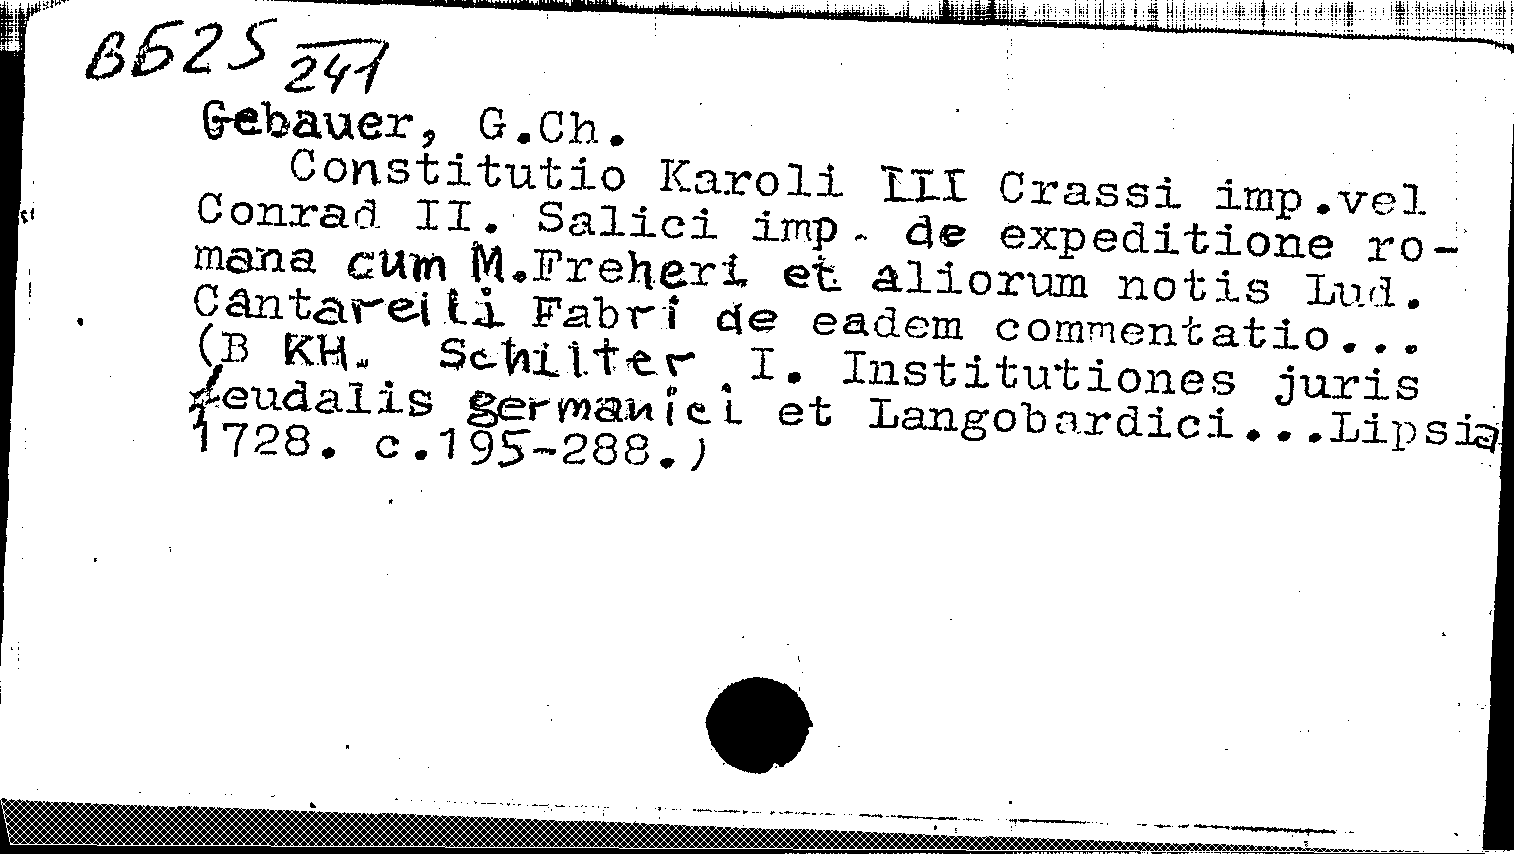 В625
241
Gebauer, G.Ch.
Constitutio Karoli III Crassi imp.vel
Conrad II. Salici imp. de expeditione ro-
mana cum M.Freheri et aliorum notis Lud.
Cantarelli Fabri de eadem commentatio...
(В КН. Schilter I. Institutiones juris
feudalis germanici et Langobardici...Lipsia
1728. с.195-288.)